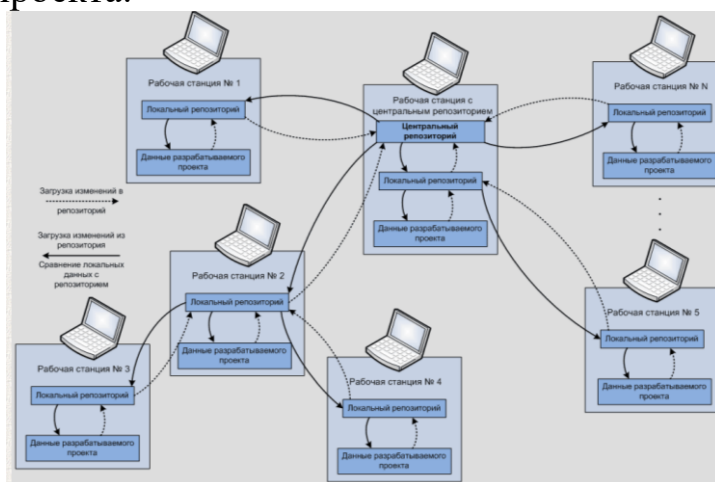 проекта.
Рабочая станция № 1
Локальный репозиторий
Данные разрабатываемого
проекта
Рабочая станция с
центральным репозиторием
Центральный
репозиторий
Локальный репозиторий
Данные разрабатываемого
проекта
Рабочая станция № N
Локальный репозиторий
Данные разрабатываемого
проекта
Загрузка изменений в
репозиторий
Загрузка изменений из
репозитория
Сравнение локальных
данных с
репозиторием
Рабочая станция № 2
Локальный репозиторий
Данные разрабатываемого
проекта
Рабочая станция № 5
Локальный репозиторий
Данные разрабатываемого
проекта
Рабочая станция № 3
Локальный репозиторий
Данные разрабатываемого
проекта
Рабочая станция № 4
Локальный репозиторий
Данные разрабатываемого
проекта